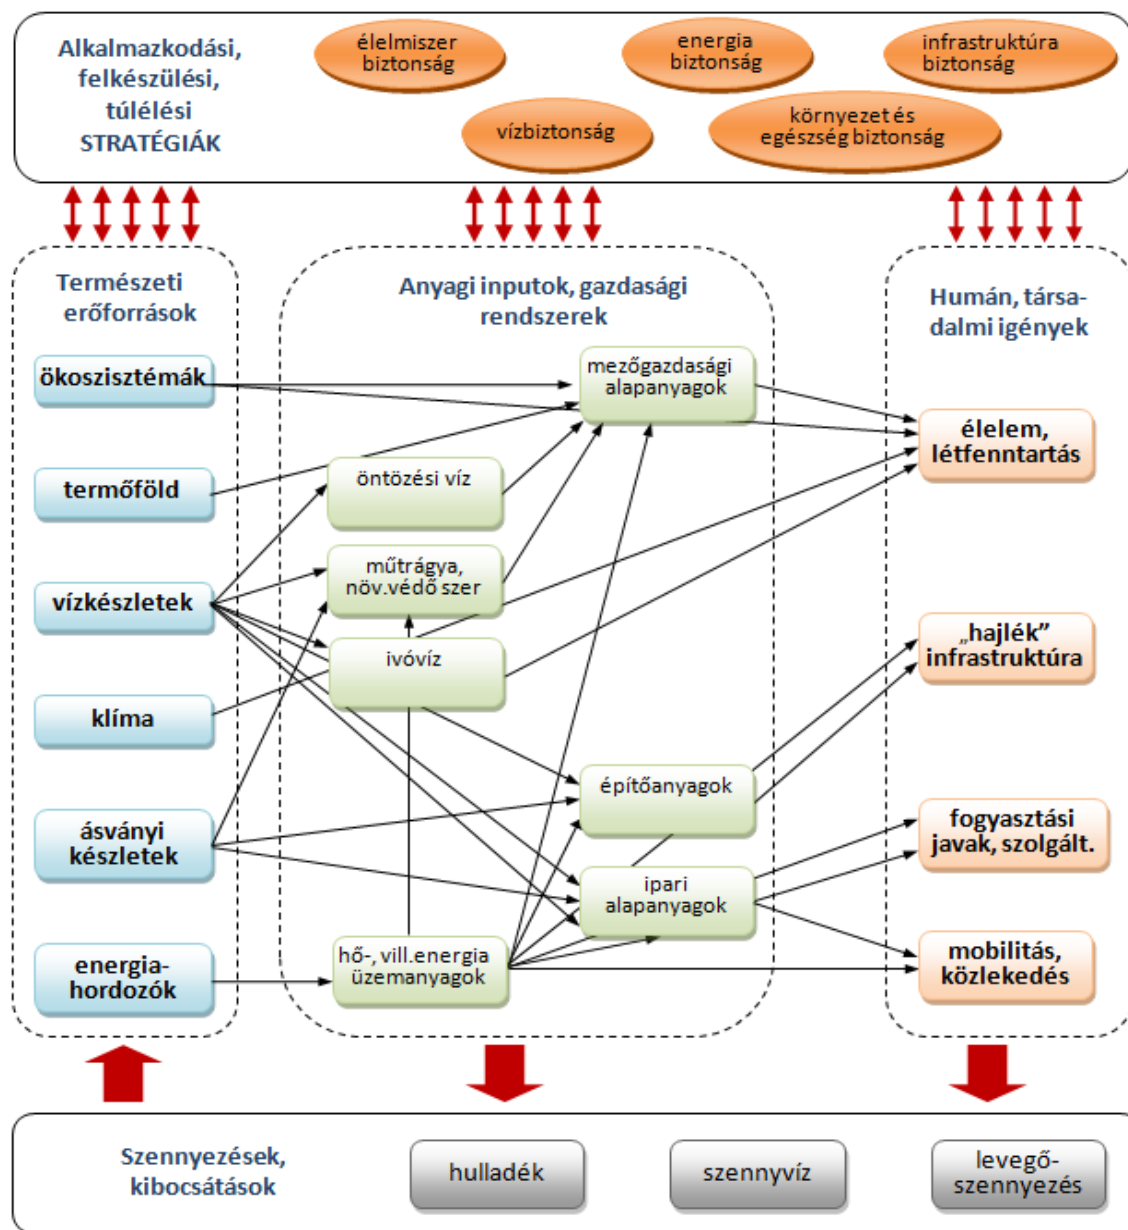 Alkalmazkodási,
felkészülési,
túlélési
STRATÉGIÁK
élelmiszer
biztonság
energia
biztonság
infrastruktúra
biztonság
vízbiztonság
környezet és
egészség biztonság
Természeti
erőforrások
ökoszisztémák
termőföld
vízkészletek
klíma
ásványi
készletek
energia-
hordozók
Anyagi inputok, gazdasági
rendszerek
mezőgazdasági
alapanyagok
öntözési víz
műtrágya,
növ.védő szer
ivóvíz
építőanyagok
ipari
alapanyagok
hő-, vill.energia
üzemanyagok
Humán, társa-
dalmi igények
élelem,
létfenntartás
„hajlék”
infrastruktúra
fogyasztási
javak, szolgált.
mobilitás,
közlekedés
Szennyezések,
kibocsátások
hulladék
szennyvíz
levegő-
szennyezés